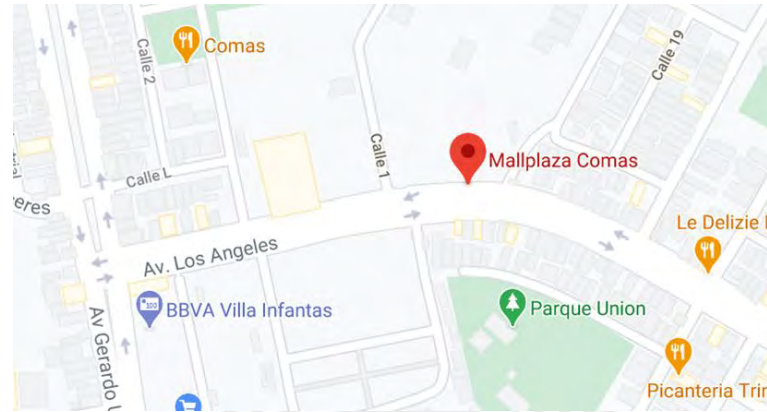 Comas
Calle 2
Calle 19
Calle 1
Mallplaza Comas
Calle L
eres
Le Delizie
Av. Los Angeles
BBVA Villa Infantas
Parque Union
Av Gerardo U
Picanteria Trin